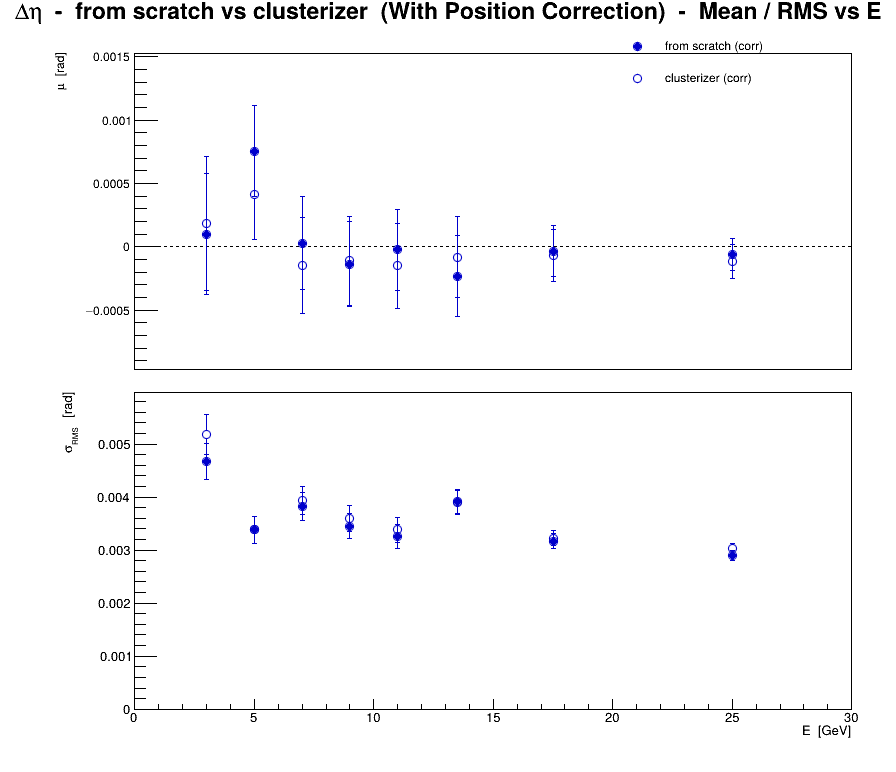 Δη - from scratch vs clusterizer (With Position Correction) - Mean / RMS vs E
from scratch (corr)
clusterizer (corr)
μ [rad]
0.0015
0.001
0.0005
0
−0.0005
σRMS [rad]
0.005
0.004
0.003
0.002
0.001
0
0 5 10 15 20 25 30
E [GeV]